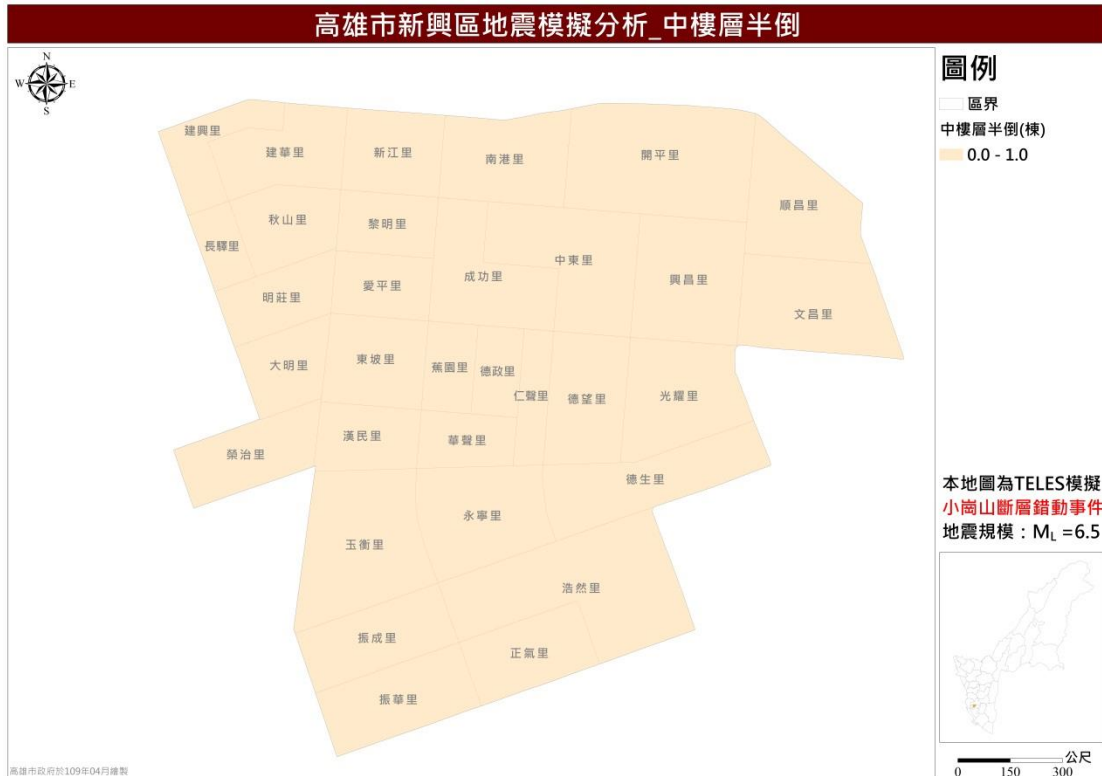 高雄市新興區地震模擬分析_中樓層半倒
N
W E
S
圖例
區界
中樓層半倒(棟)
0.0 - 1.0
建興里
建華里
新江里
南港里
開平里
順昌里
秋山里
黎明里
長驛里
成功里
中東里
興昌里
明莊里
愛平里
文昌里
大明里
東坡里
蕉園里
德政里
仁聲里
德望里
光耀里
漢民里
華聲里
榮治里
德生里
永寧里
玉衡里
浩然里
振成里
正氣里
振華里
本地圖為TELES模擬
小崗山斷層錯動事件
地震規模：ML =6.5
公尺
0 150 300
高雄市政府於109年04月繪製